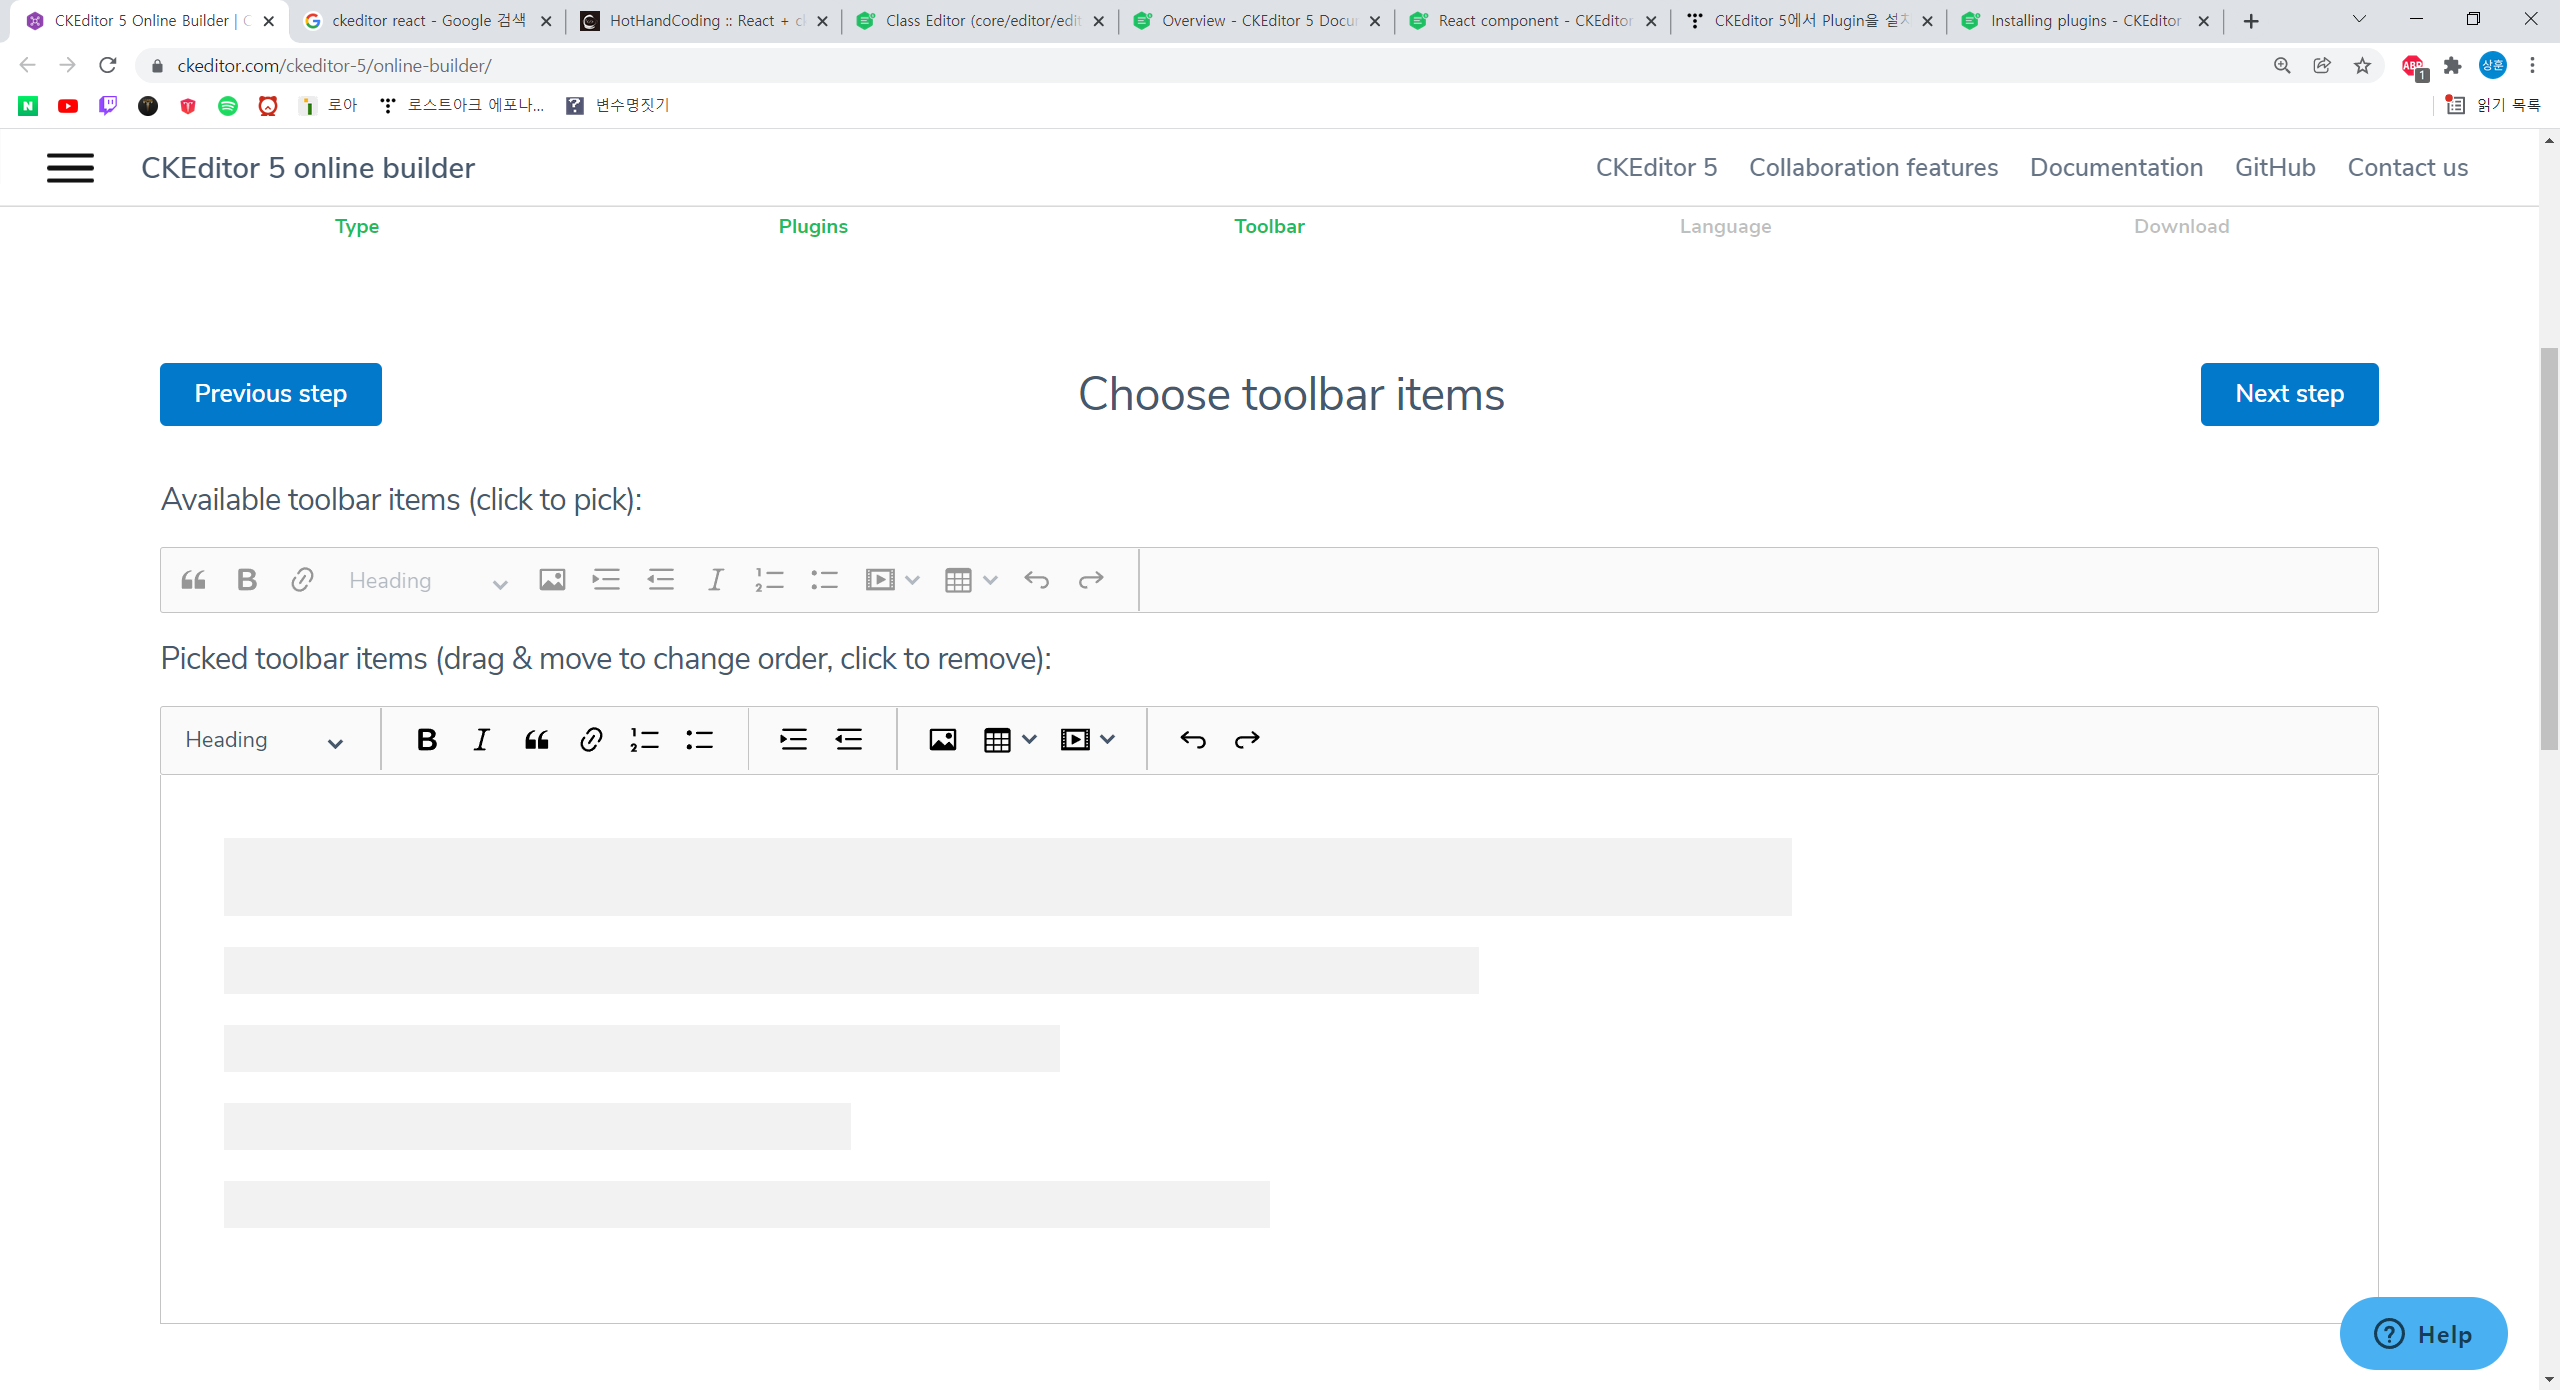 CKEditor 5 Online Builder | C
ckeditor react - Google 검색
HotHandCoding :: React + c
Class Editor (core/editor/edit
Overview - CKEditor 5 Docu
React component - CKEditor
CKEditor 5에서 Plugin을 설치
Installing plugins - CKEditor
ckeditor.com/ckeditor-5/online-builder/
ABP
1
상훈
N
로아
로스트아크 에포나...
변수명짓기
읽기 목록
CKEditor 5 online builder
CKEditor 5
Collaboration features
Documentation
GitHub
Contact us
Type
Plugins
Toolbar
Language
Download
Previous step
Choose toolbar items
Next step
Available toolbar items (click to pick):
Heading
Picked toolbar items (drag & move to change order, click to remove):
Heading
Help